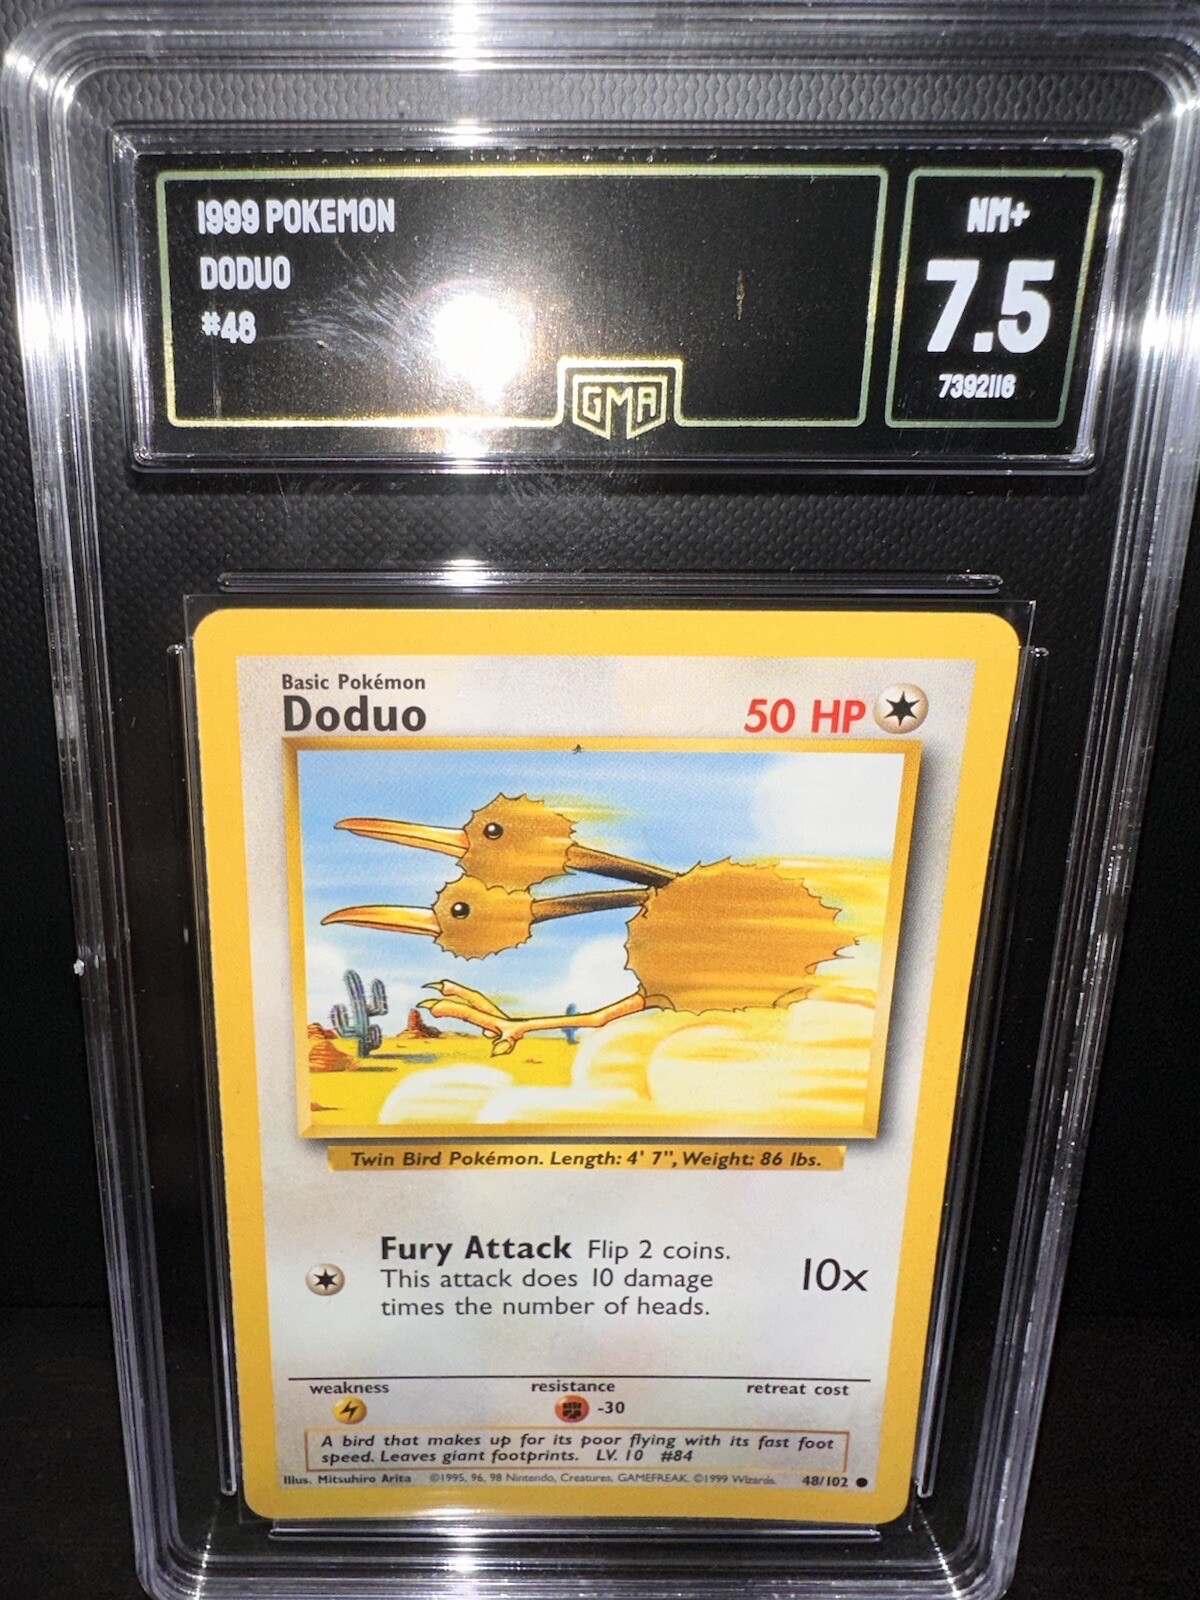 1999 POKEMON
DODUO
#48
GMA
NM+
7.5
7392116
Basic Pokémon
Doduo
50 HP
Twin Bird Pokémon. Length: 4' 7", Weight: 86 lbs.
Fury Attack Flip 2 coins.
This attack does 10 damage
times the number of heads.
10x
weakness
resistance
retreat cost
-30
A bird that makes up for its poor flying with its fast foot
speed. Leaves giant footprints. LV. 10 #84
Illus. Mitsuhiro Arita ©1995, 96, 98 Nintendo, Creatures, GAMEFREAK. ©1999 Wizards. 48/102